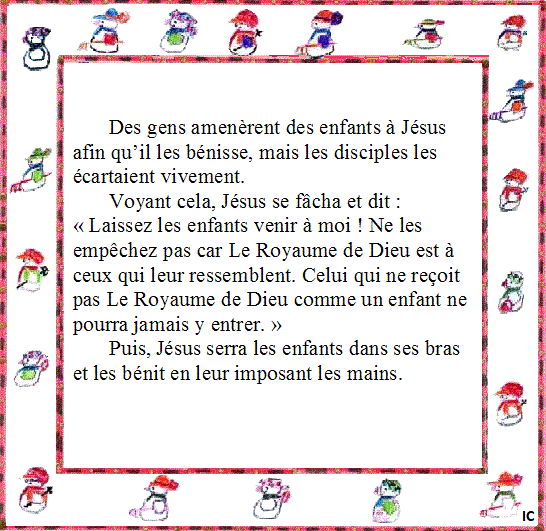 Des gens amenèrent des enfants à Jésus
afin qu’il les bénisse, mais les disciples les
écartaient vivement.
Voyant cela, Jésus se fâcha et dit :
« Laissez les enfants venir à moi ! Ne les
empêchez pas car Le Royaume de Dieu est à
ceux qui leur ressemblent. Celui qui ne reçoit
pas Le Royaume de Dieu comme un enfant ne
pourra jamais y entrer. »
Puis, Jésus serra les enfants dans ses bras
et les bénit en leur imposant les mains.
IC